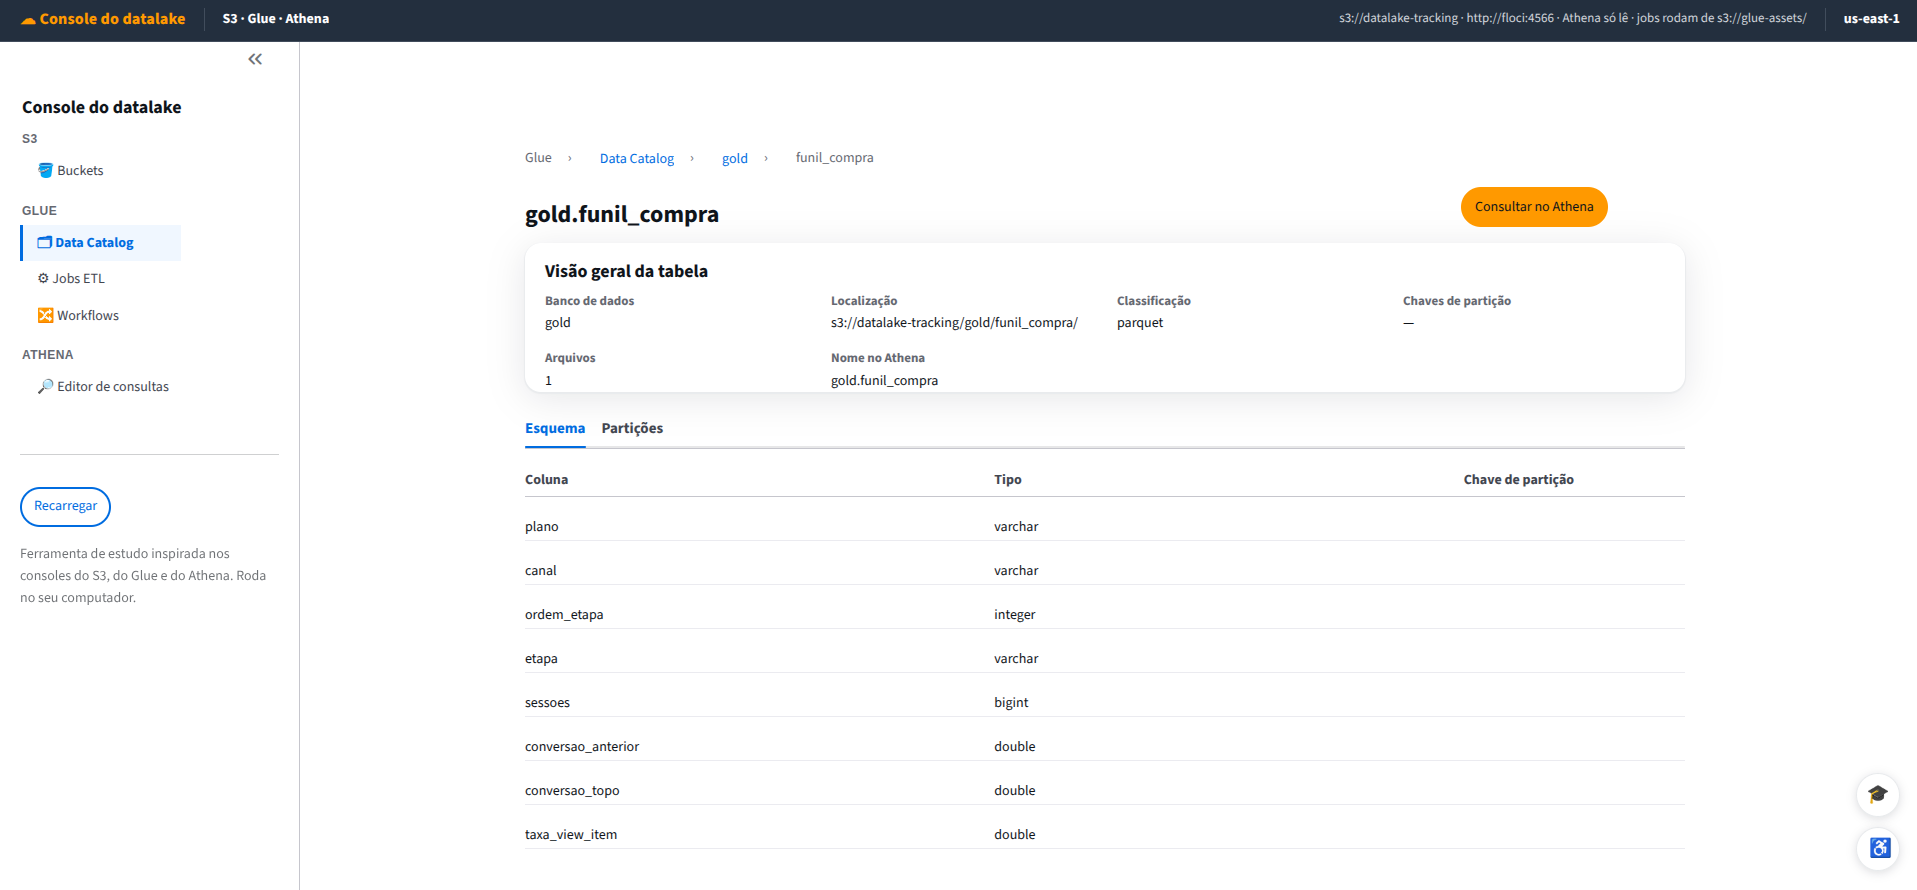 Console do datalake
S3 · Glue · Athena
s3://datalake-tracking · http://floci:4566 · Athena só lê · jobs rodam de s3://glue-assets/
us-east-1
Console do datalake
S3
Buckets
GLUE
Data Catalog
Jobs ETL
Workflows
ATHENA
Editor de consultas
Recarregar
Ferramenta de estudo inspirada nos
consoles do S3, do Glue e do Athena. Roda
no seu computador.
Glue › Data Catalog › gold › funil_compra
gold.funil_compra
Consultar no Athena
Visão geral da tabela
Banco de dados Localização Classificação Chaves de partição
gold s3://datalake-tracking/gold/funil_compra/ parquet —
Arquivos Nome no Athena
1 gold.funil_compra
Esquema Partições
Coluna Tipo Chave de partição
plano varchar
canal varchar
ordem_etapa integer
etapa varchar
sessoes bigint
conversao_anterior double
conversao_topo double
taxa_view_item double